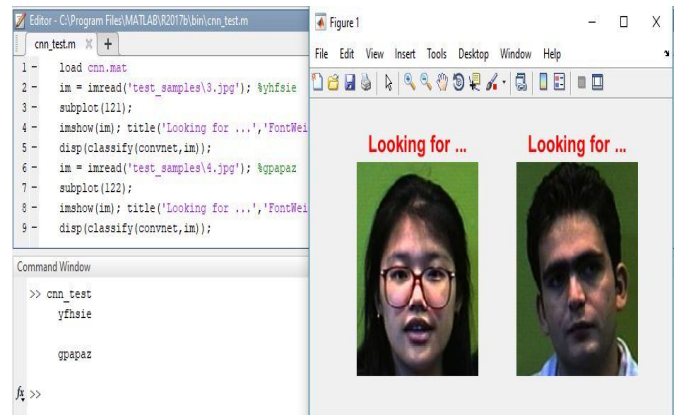 Editor - C:\Program Files\MATLAB\R2017b\bin\cnn_test.m
cnn_test.m
1 - load cnn.mat
2 - im = imread('test_samples\3.jpg'); %yhfsie
3 - subplot(121);
4 - imshow(im); title('Looking for ...','FontWei
5 - disp(classify(convnet,im));
6 - im = imread('test_samples\4.jpg'); %gpapaz
7 - subplot(122);
8 - imshow(im); title('Looking for ...','FontWei
9 - disp(classify(convnet,im));
Command Window
>> cnn_test
yfhsie
gpapaz
fx >>
Figure 1
File Edit View Insert Tools Desktop Window Help
Looking for ... Looking for ...